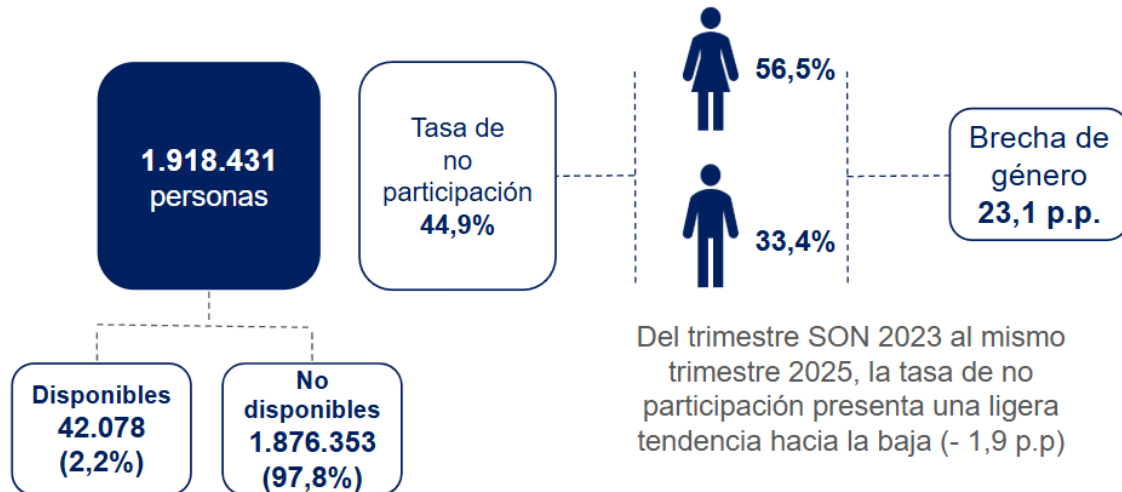 1.918.431
personas
Tasa de
no
participación
44,9%
56,5%
33,4%
Brecha de
género
23,1 p.p.
Disponibles
42.078
(2,2%)
No
disponibles
1.876.353
(97,8%)
Del trimestre SON 2023 al mismo
trimestre 2025, la tasa de no
participación presenta una ligera
tendencia hacia la baja (- 1,9 p.p)